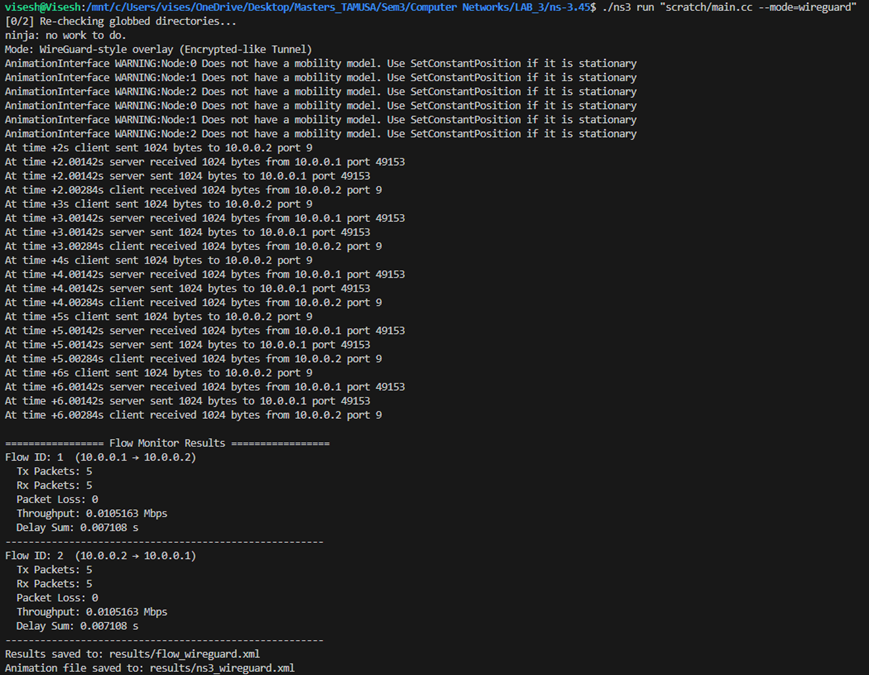 visesh@Visesh:/mnt/c/Users/vises/OneDrive/Desktop/Masters_TAMUSA/Sem3/Computer Networks/LAB_3/ns-3.45$ ./ns3 run "scratch/main.cc --mode=wireguard"
[0/2] Re-checking globbed directories...
ninja: no work to do.
Mode: WireGuard-style overlay (Encrypted-like Tunnel)
AnimationInterface WARNING:Node:0 Does not have a mobility model. Use SetConstantPosition if it is stationary
AnimationInterface WARNING:Node:1 Does not have a mobility model. Use SetConstantPosition if it is stationary
AnimationInterface WARNING:Node:2 Does not have a mobility model. Use SetConstantPosition if it is stationary
AnimationInterface WARNING:Node:0 Does not have a mobility model. Use SetConstantPosition if it is stationary
AnimationInterface WARNING:Node:1 Does not have a mobility model. Use SetConstantPosition if it is stationary
AnimationInterface WARNING:Node:2 Does not have a mobility model. Use SetConstantPosition if it is stationary
At time +2s client sent 1024 bytes to 10.0.0.2 port 9
At time +2.00142s server received 1024 bytes from 10.0.0.1 port 49153
At time +2.00142s server sent 1024 bytes to 10.0.0.1 port 49153
At time +2.00284s client received 1024 bytes from 10.0.0.2 port 9
At time +3s client sent 1024 bytes to 10.0.0.2 port 9
At time +3.00142s server received 1024 bytes from 10.0.0.1 port 49153
At time +3.00142s server sent 1024 bytes to 10.0.0.1 port 49153
At time +3.00284s client received 1024 bytes from 10.0.0.2 port 9
At time +4s client sent 1024 bytes to 10.0.0.2 port 9
At time +4.00142s server received 1024 bytes from 10.0.0.1 port 49153
At time +4.00142s server sent 1024 bytes to 10.0.0.1 port 49153
At time +4.00284s client received 1024 bytes from 10.0.0.2 port 9
At time +5s client sent 1024 bytes to 10.0.0.2 port 9
At time +5.00142s server received 1024 bytes from 10.0.0.1 port 49153
At time +5.00142s server sent 1024 bytes to 10.0.0.1 port 49153
At time +5.00284s client received 1024 bytes from 10.0.0.2 port 9
At time +6s client sent 1024 bytes to 10.0.0.2 port 9
At time +6.00142s server received 1024 bytes from 10.0.0.1 port 49153
At time +6.00142s server sent 1024 bytes to 10.0.0.1 port 49153
At time +6.00284s client received 1024 bytes from 10.0.0.2 port 9
================= Flow Monitor Results =================
Flow ID: 1  (10.0.0.1 → 10.0.0.2)
  Tx Packets: 5
  Rx Packets: 5
  Packet Loss: 0
  Throughput: 0.0105163 Mbps
  Delay Sum: 0.007108 s
-------------------------------------------------------
Flow ID: 2  (10.0.0.2 → 10.0.0.1)
  Tx Packets: 5
  Rx Packets: 5
  Packet Loss: 0
  Throughput: 0.0105163 Mbps
  Delay Sum: 0.007108 s
-------------------------------------------------------
Results saved to: results/flow_wireguard.xml
Animation file saved to: results/ns3_wireguard.xml